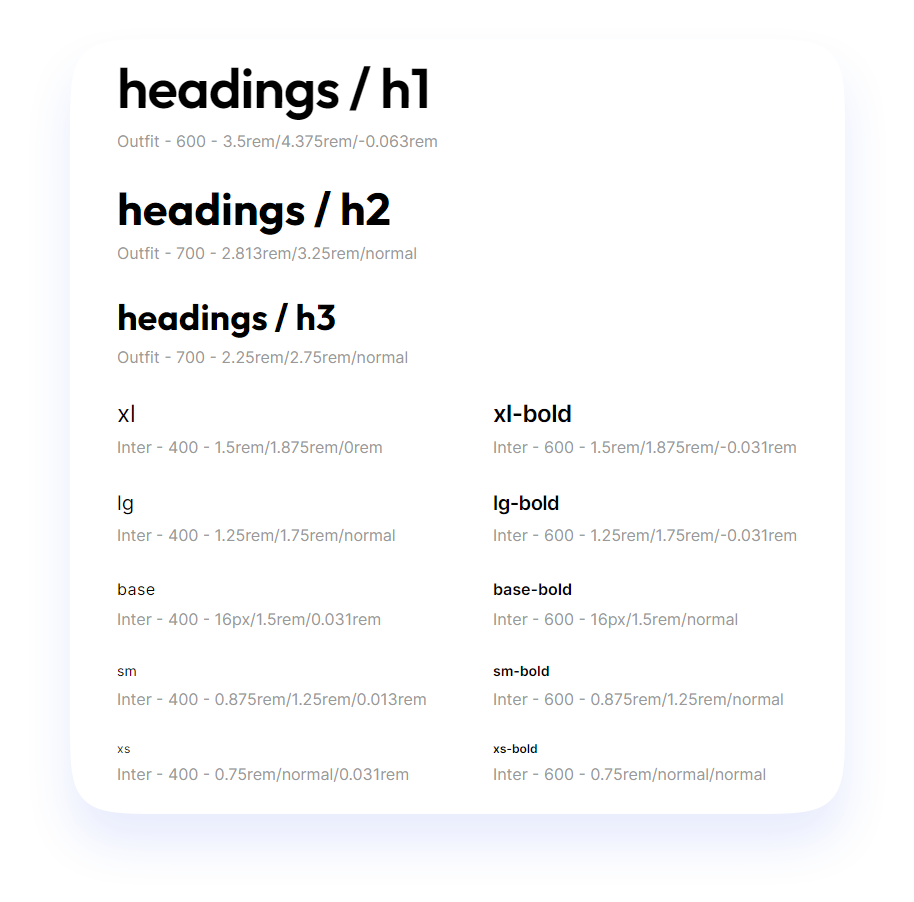 headings / h1
Outfit - 600 - 3.5rem/4.375rem/-0.063rem
headings / h2
Outfit - 700 - 2.813rem/3.25rem/normal
headings / h3
Outfit - 700 - 2.25rem/2.75rem/normal
xl
Inter - 400 - 1.5rem/1.875rem/0rem
xl-bold
Inter - 600 - 1.5rem/1.875rem/-0.031rem
lg
Inter - 400 - 1.25rem/1.75rem/normal
lg-bold
Inter - 600 - 1.25rem/1.75rem/-0.031rem
base
Inter - 400 - 16px/1.5rem/0.031rem
base-bold
Inter - 600 - 16px/1.5rem/normal
sm
Inter - 400 - 0.875rem/1.25rem/0.013rem
sm-bold
Inter - 600 - 0.875rem/1.25rem/normal
xs
Inter - 400 - 0.75rem/normal/0.031rem
xs-bold
Inter - 600 - 0.75rem/normal/normal